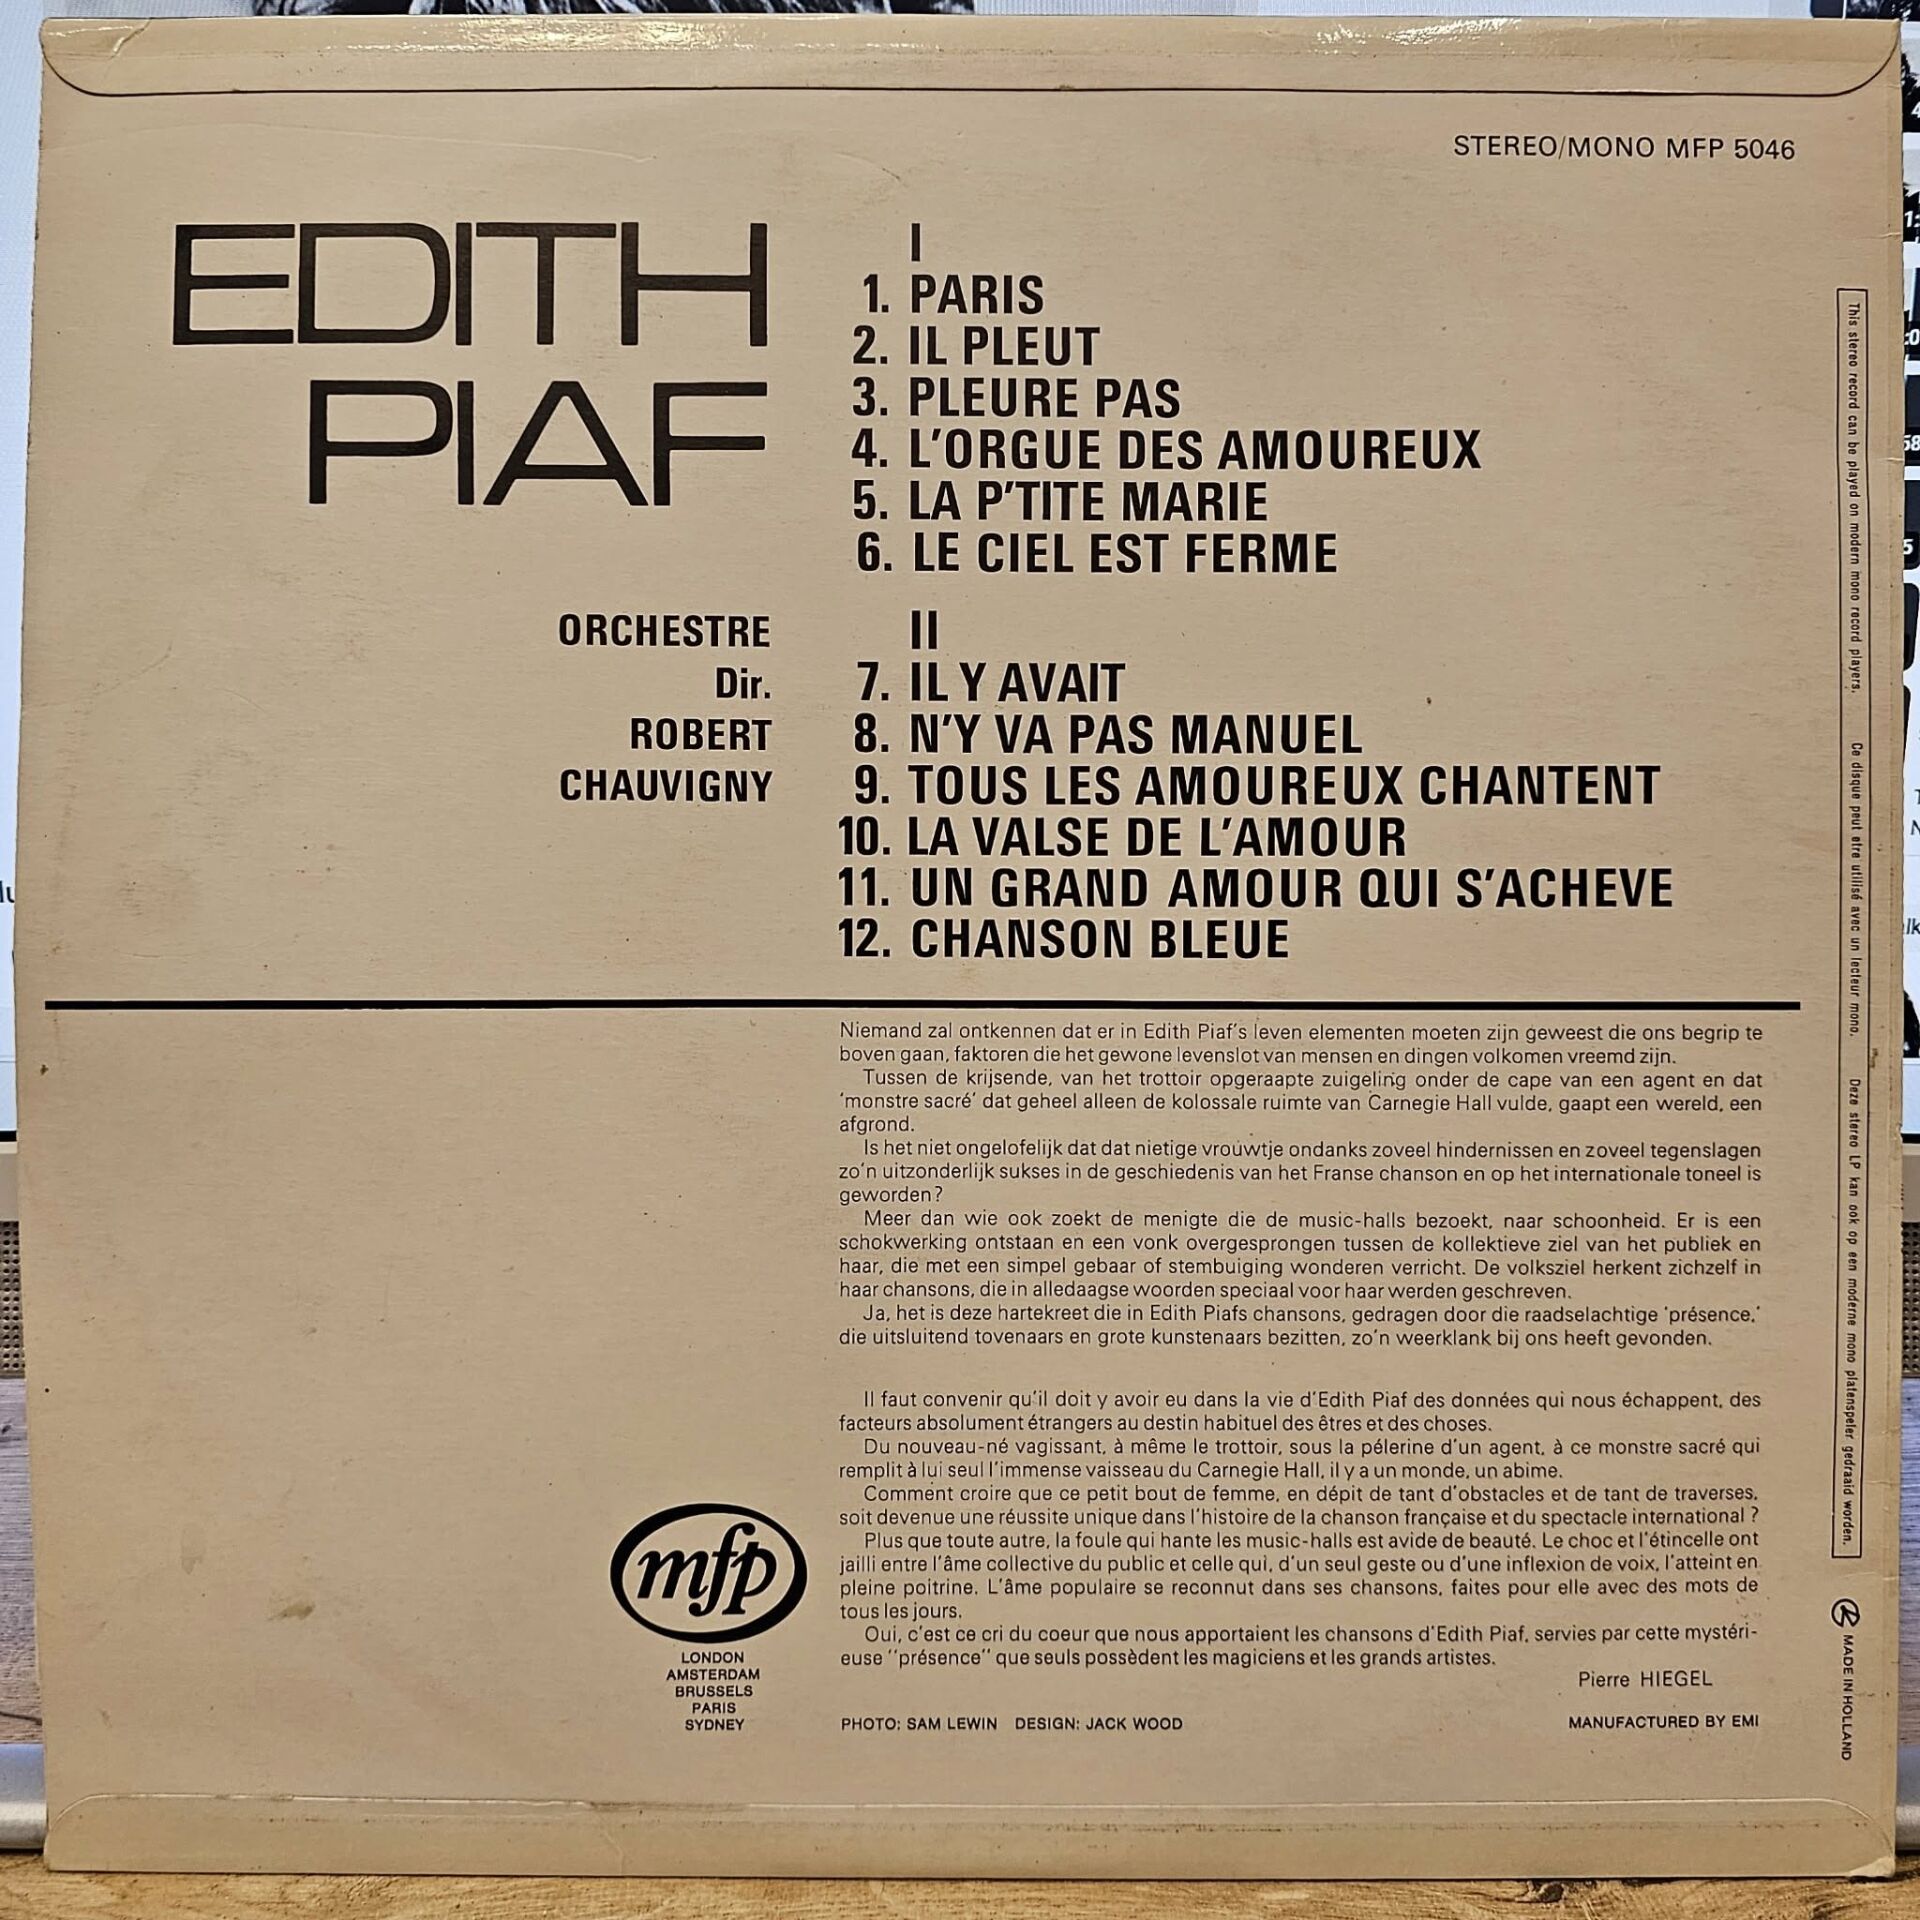 STEREO/MONO MFP 5046
EDITH
PIAF
ORCHESTRE
Dir.
ROBERT
CHAUVIGNY
I
1. PARIS
2. IL PLEUT
3. PLEURE PAS
4. L'ORGUE DES AMOUREUX
5. LA P'TITE MARIE
6. LE CIEL EST FERME
II
7. IL Y AVAIT
8. N'Y VA PAS MANUEL
9. TOUS LES AMOUREUX CHANTENT
10. LA VALSE DE L'AMOUR
11. UN GRAND AMOUR QUI S'ACHEVE
12. CHANSON BLEUE
Niemand zal ontkennen dat er in Edith Piaf's leven elementen moeten zijn geweest die ons begrip te
boven gaan, faktoren die het gewone levenslot van mensen en dingen volkomen vreemd zijn.
Tussen de krijsende, van het trottoir opgeraapte zuigeling onder de cape van een agent en dat
'monstre sacré' dat geheel alleen de kolossale ruimte van Carnegie Hall vulde, gaapt een wereld, een
afgrond.
Is het niet ongelofelijk dat dat nietige vrouwtje ondanks zoveel hindernissen en zoveel tegenslagen
zo'n uitzonderlijk sukses in de geschiedenis van het Franse chanson en op het internationale toneel is
geworden?
Meer dan wie ook zoekt de menigte die de music-halls bezoekt, naar schoonheid. Er is een
schokwerking ontstaan en een vonk overgesprongen tussen de kollektieve ziel van het publiek en
haar, die met een simpel gebaar of stembuiging wonderen verricht. De volksziel herkent zichzelf in
haar chansons, die in alledaagse woorden speciaal voor haar werden geschreven.
Ja, het is deze hartekreet die in Edith Piafs chansons, gedragen door die raadselachtige 'présence,'
die uitsluitend tovenaars en grote kunstenaars bezitten, zo'n weerklank bij ons heeft gevonden.
Il faut convenir qu'il doit y avoir eu dans la vie d'Edith Piaf des données qui nous échappent, des
facteurs absolument étrangers au destin habituel des êtres et des choses.
Du nouveau-né vagissant, à même le trottoir, sous la pélerine d'un agent, à ce monstre sacré qui
remplit à lui seul l'immense vaisseau du Carnegie Hall, il y a un monde, un abime.
Comment croire que ce petit bout de femme, en dépit de tant d'obstacles et de tant de traverses,
soit devenue une réussite unique dans l'histoire de la chanson française et du spectacle international ?
Plus que toute autre, la foule qui hante les music-halls est avide de beauté. Le choc et l'étincelle ont
jailli entre l'âme collective du public et celle qui, d'un seul geste ou d'une inflexion de voix, l'atteint en
pleine poitrine. L'âme populaire se reconnut dans ses chansons, faites pour elle avec des mots de
tous les jours.
Oui, c'est ce cri du coeur que nous apportaient les chansons d'Edith Piaf, servies par cette mystéri-
euse "présence" que seuls possèdent les magiciens et les grands artistes.
Pierre HIEGEL
mfp
LONDON
AMSTERDAM
BRUSSELS
PARIS
SYDNEY
PHOTO: SAM LEWIN DESIGN: JACK WOOD
MANUFACTURED BY EMI
This stereo record can be played on modern mono record players. Ce disque peut etre utilisé avec un lecteur mono. Deze stereo LP kan ook op een moderne mono platenspeler gedraaid worden.
MADE IN HOLLAND